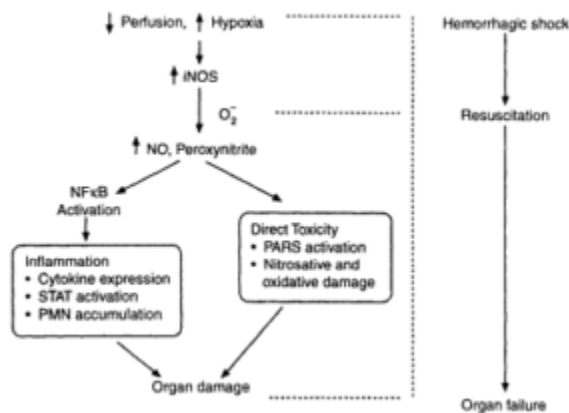 ↓ Perfusion, ↑ Hypoxia
↑ iNOS
O₂⁻
↑ NO, Peroxynitrite
NFκB
Activation
Inflammation
• Cytokine expression
• STAT activation
• PMN accumulation
Direct Toxicity
• PARS activation
• Nitrosative and
oxidative damage
Organ damage
Hemorrhagic shock
Resuscitation
Organ failure